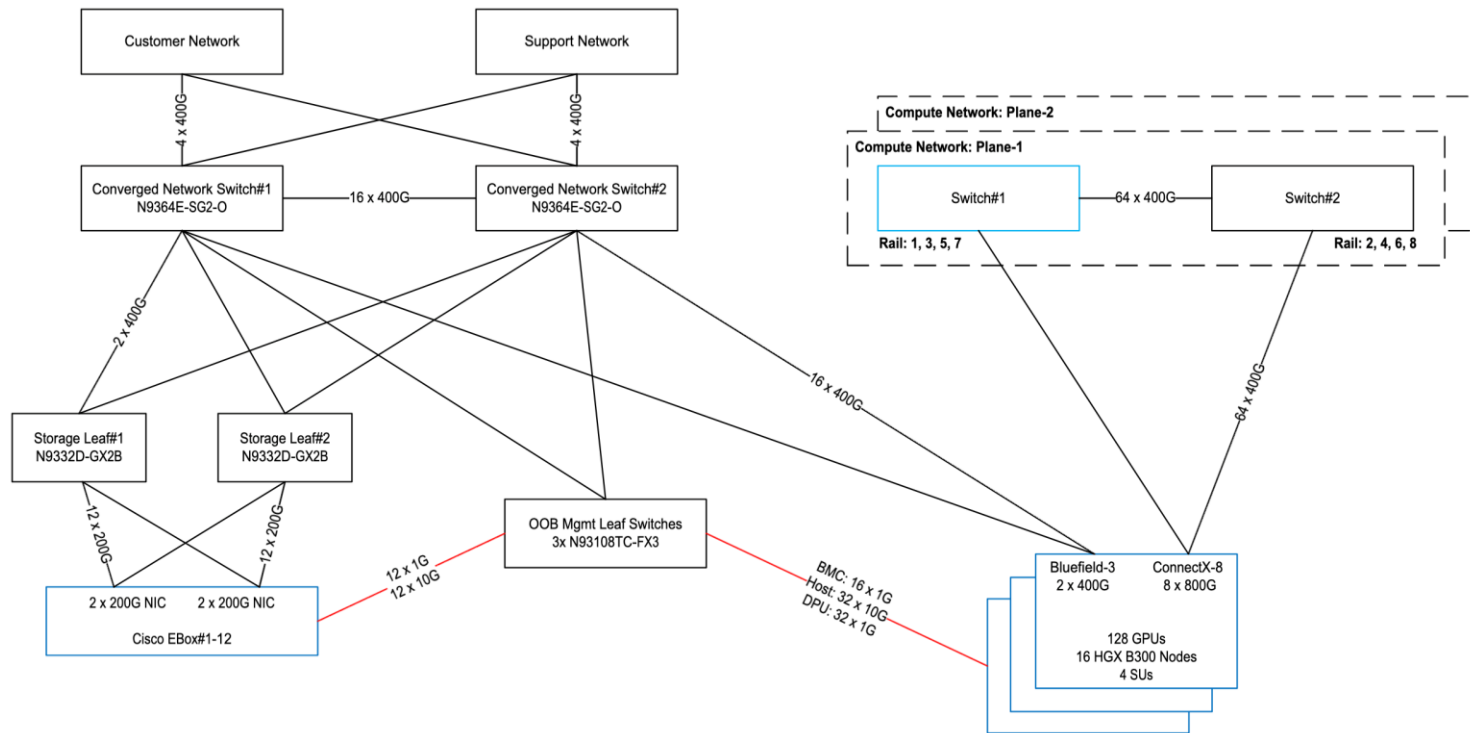 Customer Network
Support Network
4 x 400G
4 x 400G
Converged Network Switch#1
N9364E-SG2-O
16 x 400G
Converged Network Switch#2
N9364E-SG2-O
Compute Network: Plane-2
Compute Network: Plane-1
Switch#1
64 x 400G
Switch#2
Rail: 1, 3, 5, 7
Rail: 2, 4, 6, 8
2 x 400G
16 x 400G
64 x 400G
Storage Leaf#1
N9332D-GX2B
Storage Leaf#2
N9332D-GX2B
12 x 200G
12 x 200G
OOB Mgmt Leaf Switches
3x N93108TC-FX3
12 x 1G
12 x 10G
BMC: 16 x 1G
Host: 32 x 10G
DPU: 32 x 1G
2 x 200G NIC
2 x 200G NIC
Cisco EBox#1-12
Bluefield-3
2 x 400G
ConnectX-8
8 x 800G
128 GPUs
16 HGX B300 Nodes
4 SUs